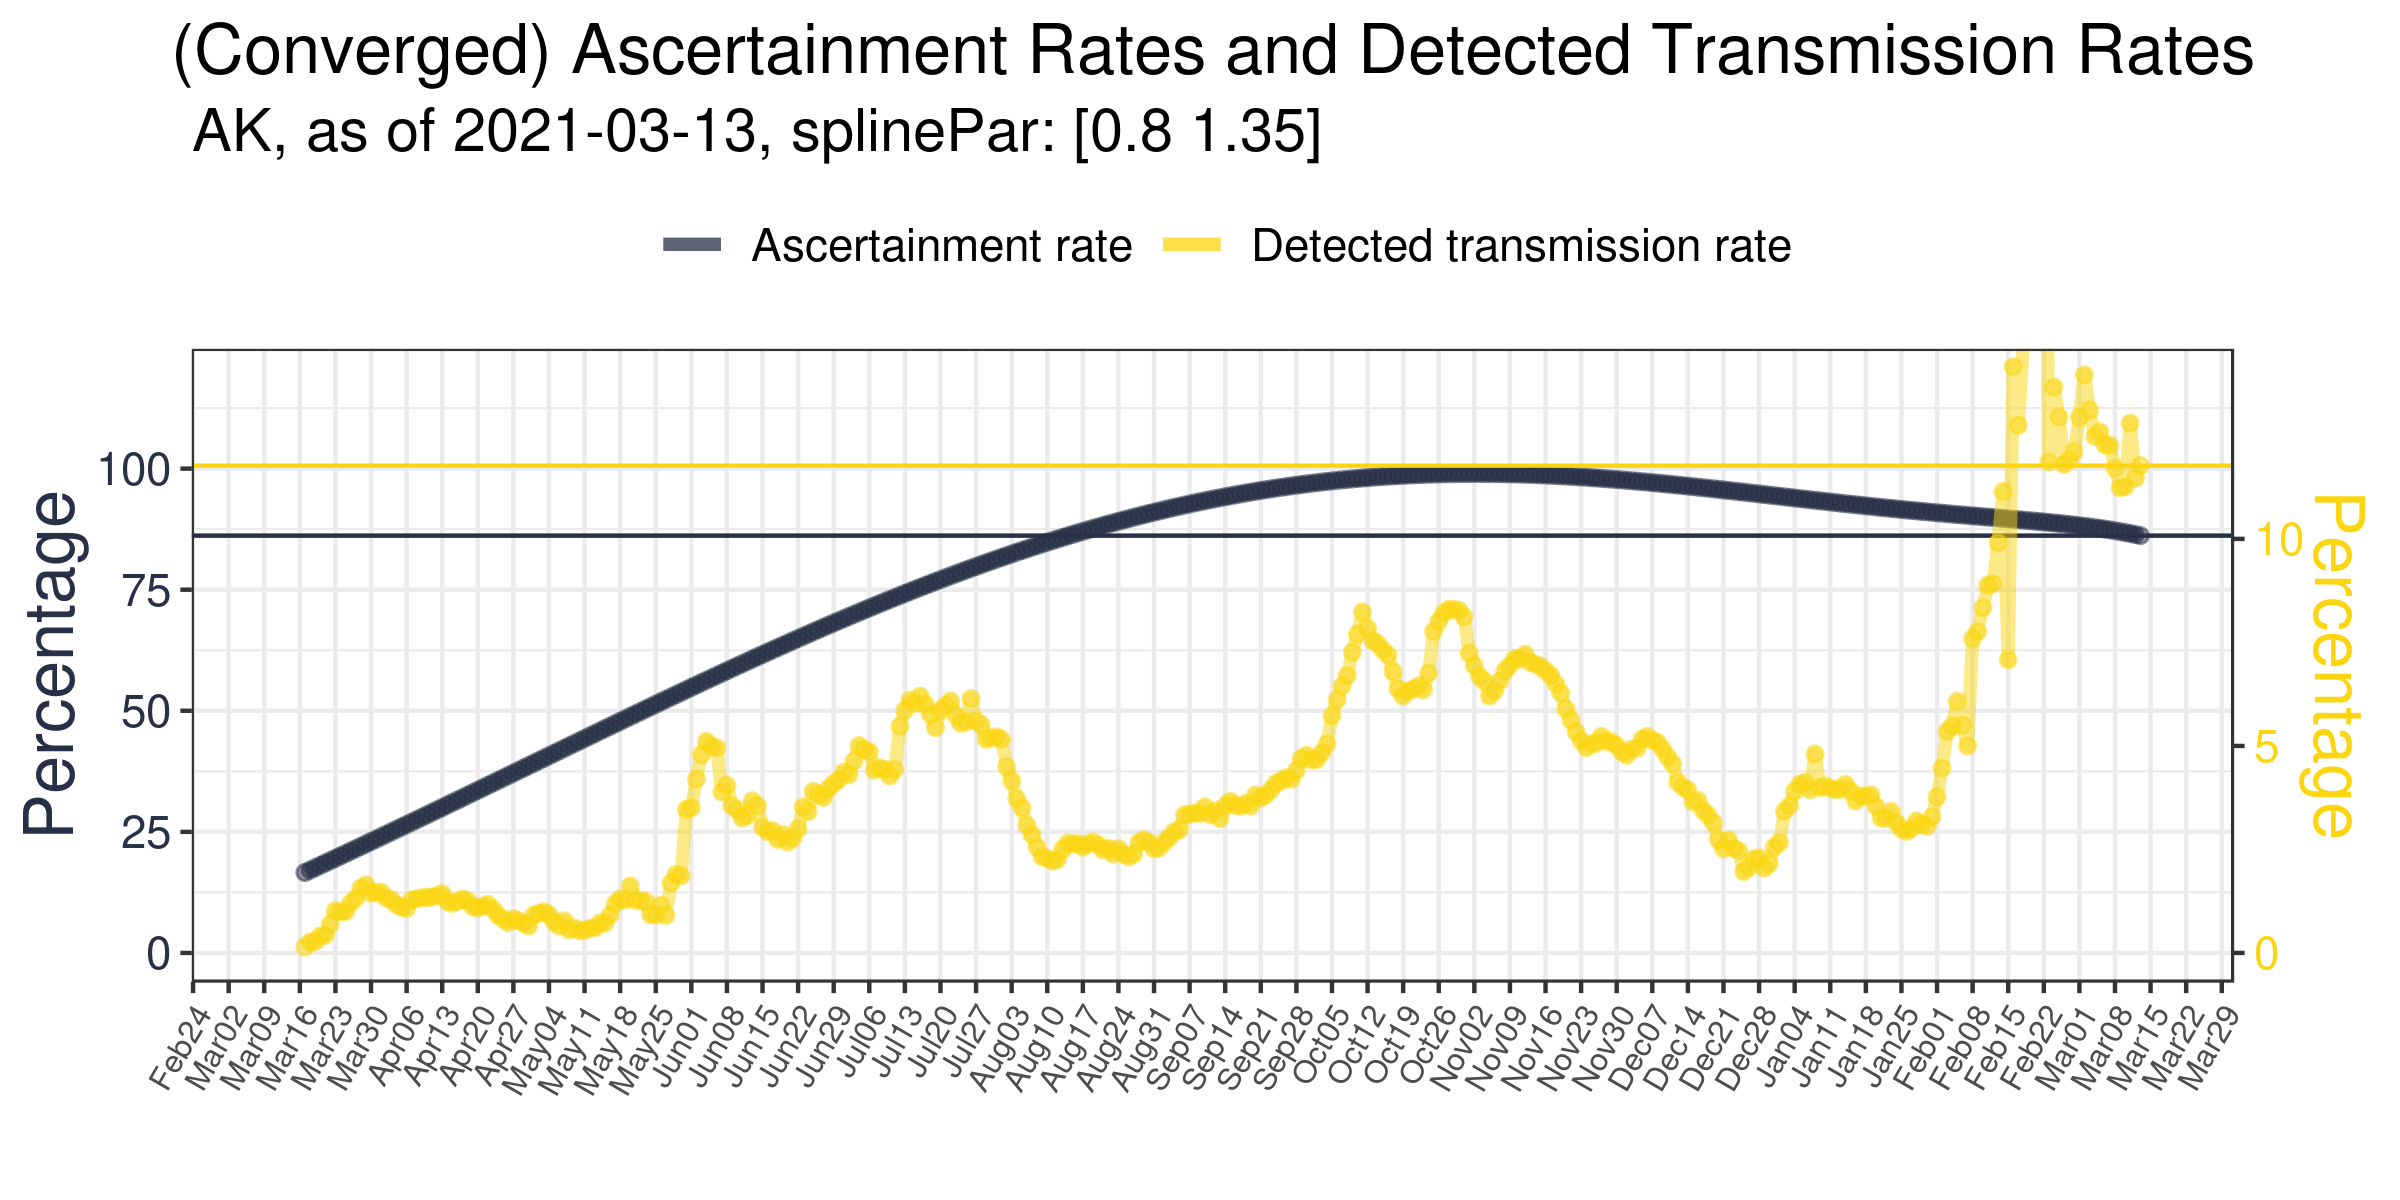 (Converged) Ascertainment Rates and Detected Transmission Rates
AK, as of 2021-03-13, splinePar: [0.8 1.35]
Ascertainment rate Detected transmission rate
Percentage
100
75
50
25
0
10
5
0
Percentage
Feb24 Mar02 Mar09 Mar16 Mar23 Mar30 Apr06 Apr13 Apr20 Apr27 May04 May11 May18 May25 Jun01 Jun08 Jun15 Jun22 Jun29 Jul06 Jul13 Jul20 Jul27 Aug03 Aug10 Aug17 Aug24 Aug31 Sep07 Sep14 Sep21 Sep28 Oct05 Oct12 Oct19 Oct26 Nov02 Nov09 Nov16 Nov23 Nov30 Dec07 Dec14 Dec21 Dec28 Jan04 Jan11 Jan18 Jan25 Feb01 Feb08 Feb15 Feb22 Mar01 Mar08 Mar15 Mar22 Mar29